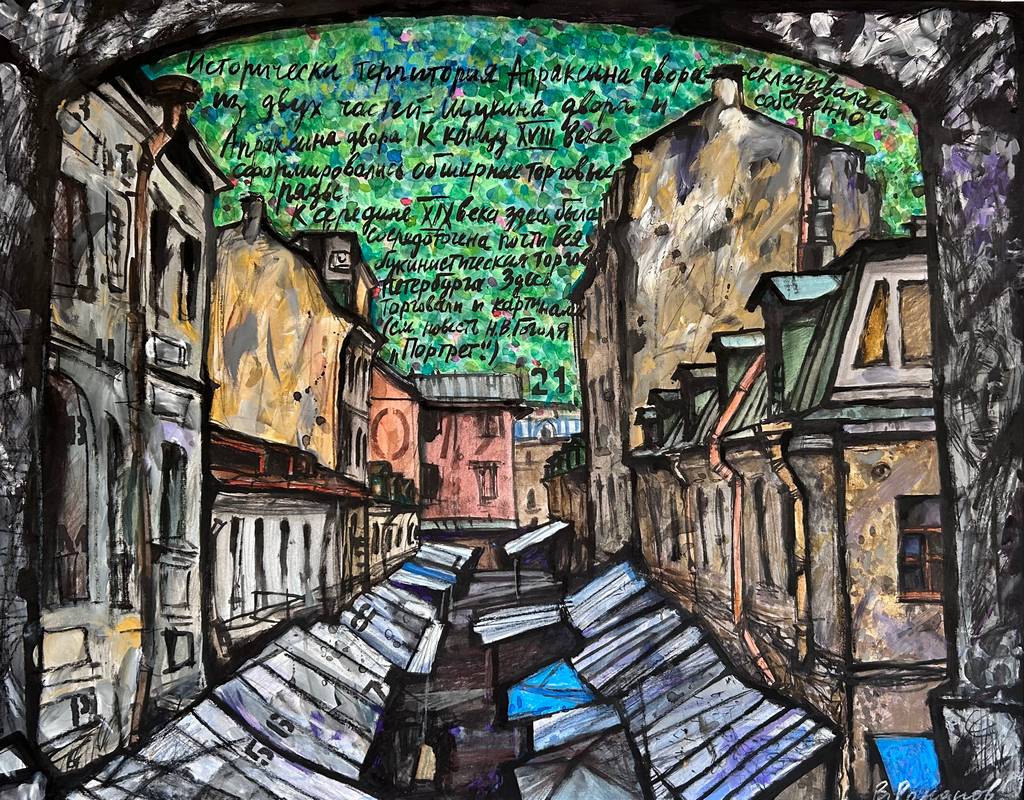 Исторически территория Апраксина двора складывалась
из двух частей - Щукина двора и собственно
Апраксина двора. К концу XVIII века
сформировались обширные торговые
ряды.
К середине XIX века здесь была
сосредоточена почти вся
букинистическая торгов
Петербурга. Здесь
торговали и картинами
(см. повесть Н.В. Гоголя
"Портрет".)
21
В. Романов